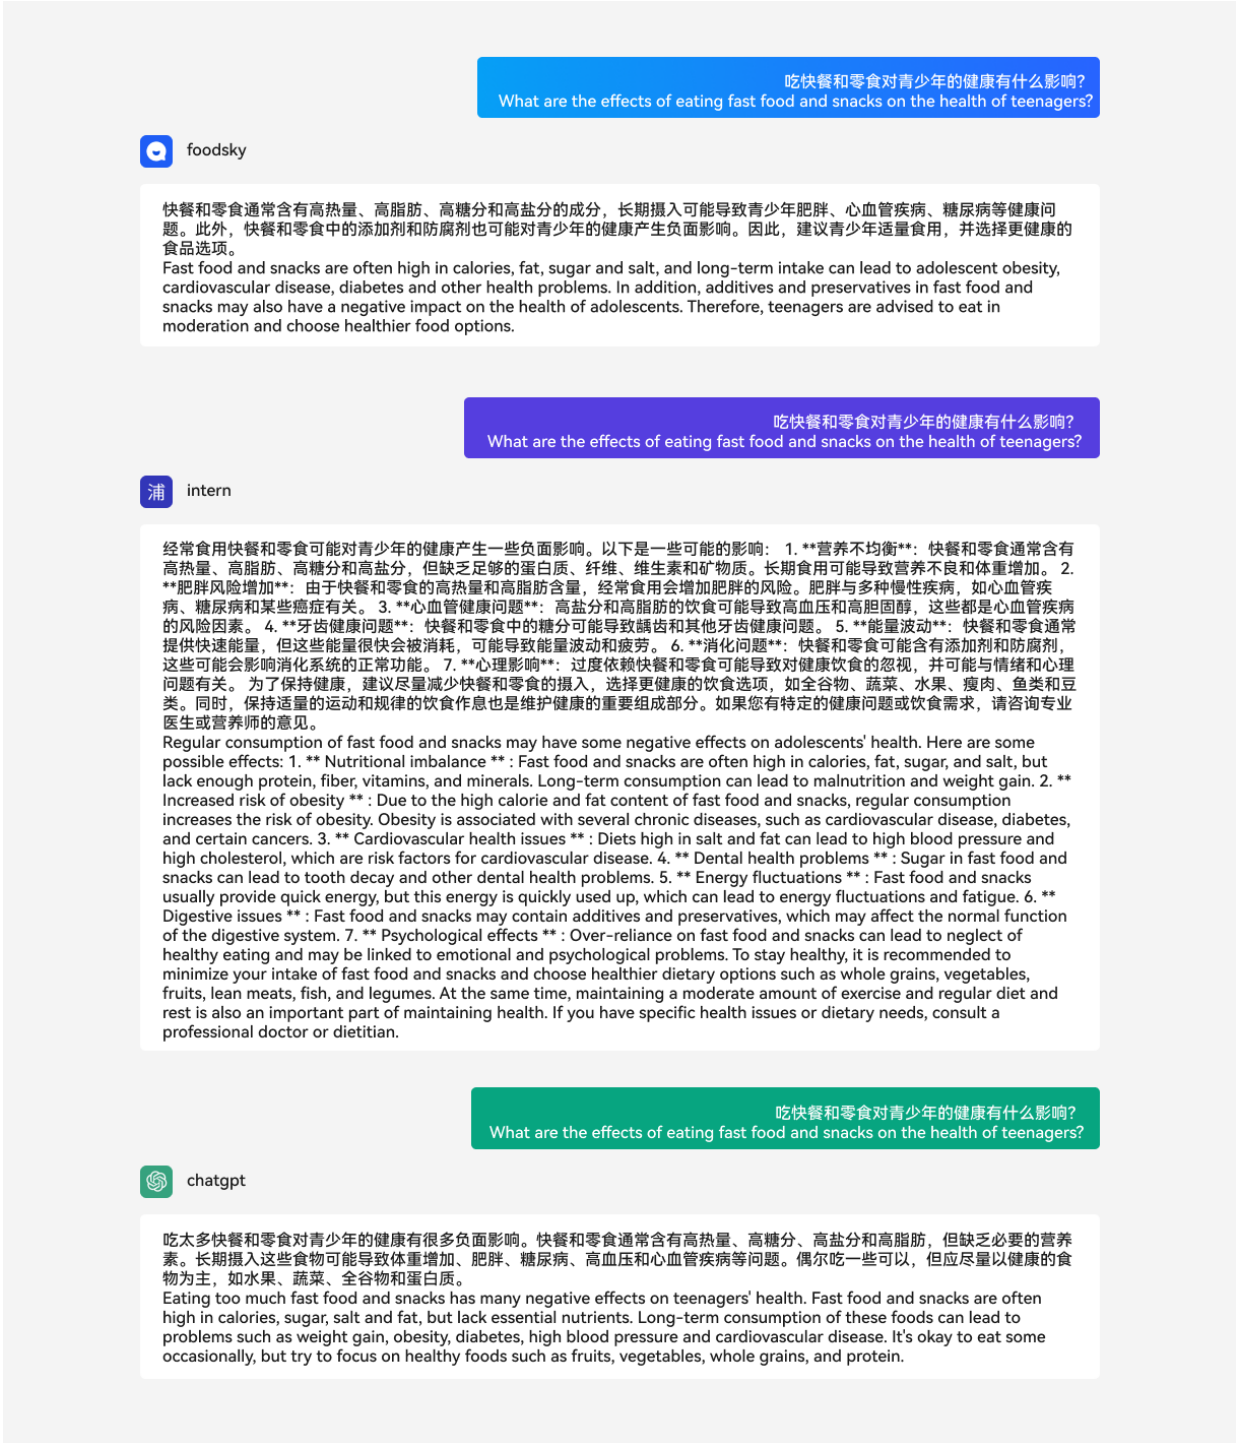 吃快餐和零食对青少年的健康有什么影响？
What are the effects of eating fast food and snacks on the health of teenagers?
foodsky
快餐和零食通常含有高热量、高脂肪、高糖分和高盐分的成分，长期摄入可能导致青少年肥胖、心血管疾病、糖尿病等健康问
题。此外，快餐和零食中的添加剂和防腐剂也可能对青少年的健康产生负面影响。因此，建议青少年适量食用，并选择更健康的
食品选项。
Fast food and snacks are often high in calories, fat, sugar and salt, and long-term intake can lead to adolescent obesity,
cardiovascular disease, diabetes and other health problems. In addition, additives and preservatives in fast food and
snacks may also have a negative impact on the health of adolescents. Therefore, teenagers are advised to eat in
moderation and choose healthier food options.
吃快餐和零食对青少年的健康有什么影响？
What are the effects of eating fast food and snacks on the health of teenagers?
浦 intern
经常食用快餐和零食可能对青少年的健康产生一些负面影响。以下是一些可能的影响： 1. **营养不均衡**：快餐和零食通常含有
高热量、高脂肪、高糖分和高盐分，但缺乏足够的蛋白质、纤维、维生素和矿物质。长期食用可能导致营养不良和体重增加。 2.
**肥胖风险增加**：由于快餐和零食的高热量和高脂肪含量，经常食用会增加肥胖的风险。肥胖与多种慢性疾病，如心血管疾
病、糖尿病和某些癌症有关。 3. **心血管健康问题**：高盐分和高脂肪的饮食可能导致高血压和高胆固醇，这些都是心血管疾病
的风险因素。 4. **牙齿健康问题**：快餐和零食中的糖分可能导致龋齿和其他牙齿健康问题。 5. **能量波动**：快餐和零食通常
提供快速能量，但这些能量很快会被消耗，可能导致能量波动和疲劳。 6. **消化问题**：快餐和零食可能含有添加剂和防腐剂，
这些可能会影响消化系统的正常功能。 7. **心理影响**：过度依赖快餐和零食可能导致对健康饮食的忽视，并可能与情绪和心理
问题有关。 为了保持健康，建议尽量减少快餐和零食的摄入，选择更健康的饮食选项，如全谷物、蔬菜、水果、瘦肉、鱼类和豆
类。同时，保持适量的运动和规律的饮食作息也是维护健康的重要组成部分。如果您有特定的健康问题或饮食需求，请咨询专业
医生或营养师的意见。
Regular consumption of fast food and snacks may have some negative effects on adolescents' health. Here are some
possible effects: 1. ** Nutritional imbalance ** : Fast food and snacks are often high in calories, fat, sugar, and salt, but
lack enough protein, fiber, vitamins, and minerals. Long-term consumption can lead to malnutrition and weight gain. 2. **
Increased risk of obesity ** : Due to the high calorie and fat content of fast food and snacks, regular consumption
increases the risk of obesity. Obesity is associated with several chronic diseases, such as cardiovascular disease, diabetes,
and certain cancers. 3. ** Cardiovascular health issues ** : Diets high in salt and fat can lead to high blood pressure and
high cholesterol, which are risk factors for cardiovascular disease. 4. ** Dental health problems ** : Sugar in fast food and
snacks can lead to tooth decay and other dental health problems. 5. ** Energy fluctuations ** : Fast food and snacks
usually provide quick energy, but this energy is quickly used up, which can lead to energy fluctuations and fatigue. 6. **
Digestive issues ** : Fast food and snacks may contain additives and preservatives, which may affect the normal function
of the digestive system. 7. ** Psychological effects ** : Over-reliance on fast food and snacks can lead to neglect of
healthy eating and may be linked to emotional and psychological problems. To stay healthy, it is recommended to
minimize your intake of fast food and snacks and choose healthier dietary options such as whole grains, vegetables,
fruits, lean meats, fish, and legumes. At the same time, maintaining a moderate amount of exercise and regular diet and
rest is also an important part of maintaining health. If you have specific health issues or dietary needs, consult a
professional doctor or dietitian.
吃快餐和零食对青少年的健康有什么影响？
What are the effects of eating fast food and snacks on the health of teenagers?
chatgpt
吃太多快餐和零食对青少年的健康有很多负面影响。快餐和零食通常含有高热量、高糖分、高盐分和高脂肪，但缺乏必要的营养
素。长期摄入这些食物可能导致体重增加、肥胖、糖尿病、高血压和心血管疾病等问题。偶尔吃一些可以，但应尽量以健康的食
物为主，如水果、蔬菜、全谷物和蛋白质。
Eating too much fast food and snacks has many negative effects on teenagers' health. Fast food and snacks are often
high in calories, sugar, salt and fat, but lack essential nutrients. Long-term consumption of these foods can lead to
problems such as weight gain, obesity, diabetes, high blood pressure and cardiovascular disease. It's okay to eat some
occasionally, but try to focus on healthy foods such as fruits, vegetables, whole grains, and protein.